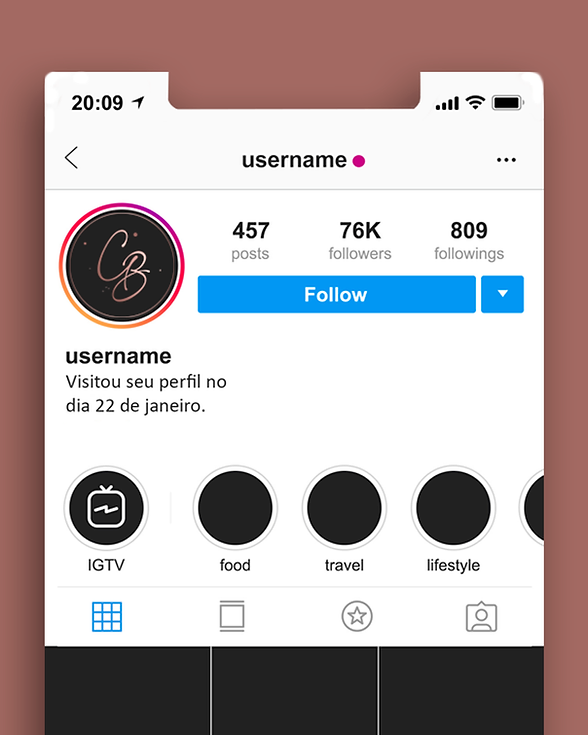 20:09
username
CB
457 76K 809
posts followers followings
Follow
username
Visitou seu perfil no
dia 22 de janeiro.
IGTV food travel lifestyle